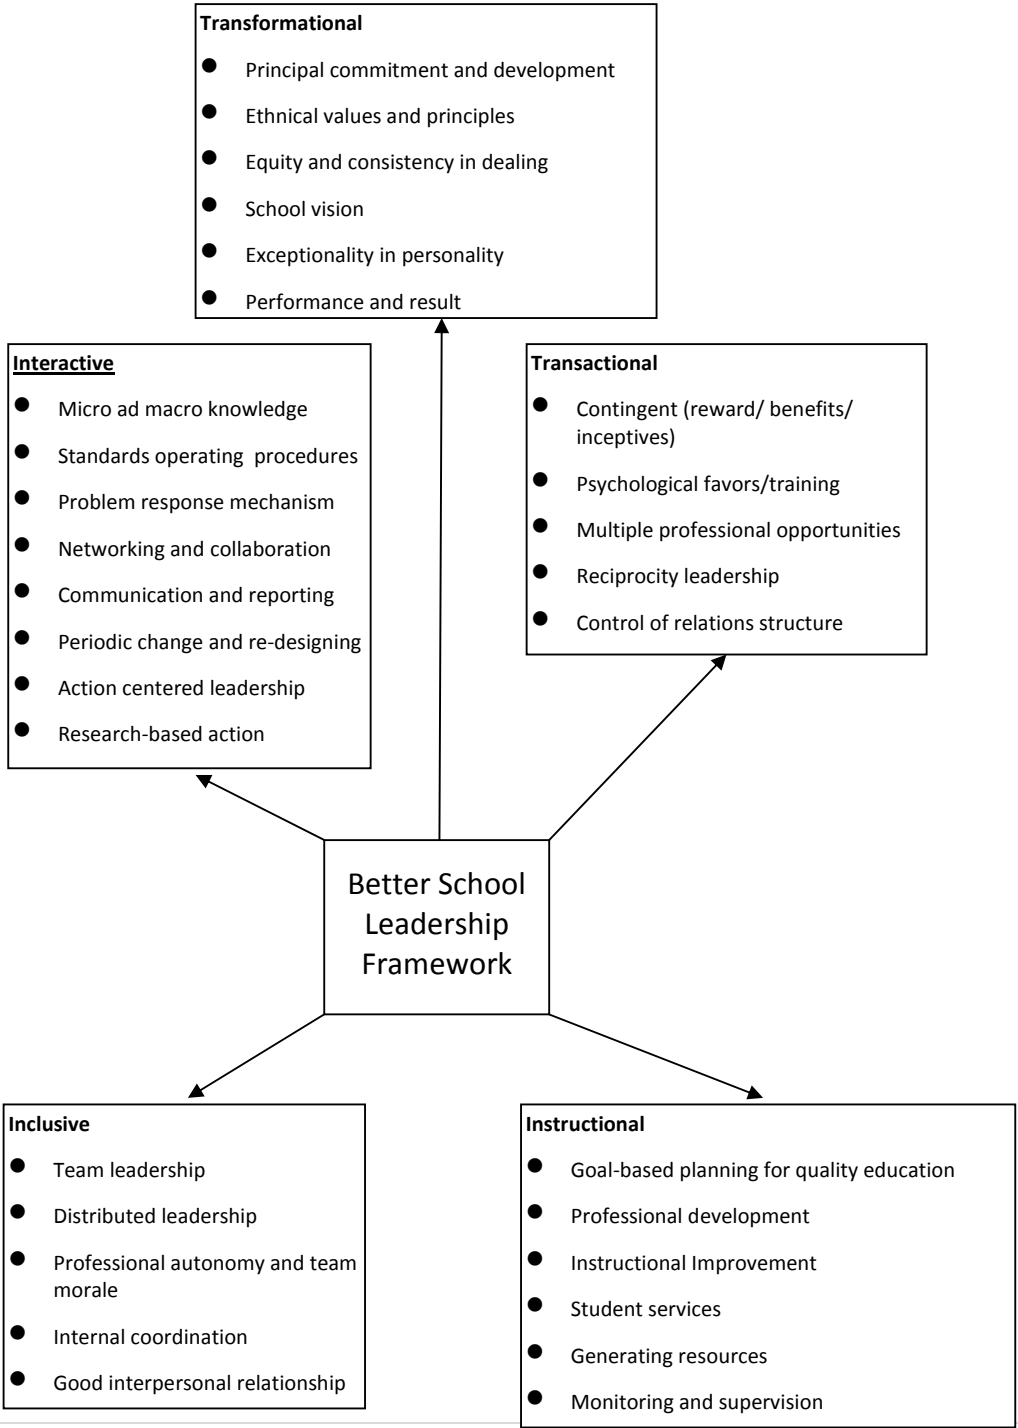 Transformational
● Principal commitment and development
● Ethnical values and principles
● Equity and consistency in dealing
● School vision
● Exceptionality in personality
● Performance and result
Interactive
● Micro ad macro knowledge
● Standards operating  procedures
● Problem response mechanism
● Networking and collaboration
● Communication and reporting
● Periodic change and re-designing
● Action centered leadership
● Research-based action
Transactional
● Contingent (reward/ benefits/
inceptives)
● Psychological favors/training
● Multiple professional opportunities
● Reciprocity leadership
● Control of relations structure
Better School
Leadership
Framework
Inclusive
● Team leadership
● Distributed leadership
● Professional autonomy and team
morale
● Internal coordination
● Good interpersonal relationship
Instructional
● Goal-based planning for quality education
● Professional development
● Instructional Improvement
● Student services
● Generating resources
● Monitoring and supervision